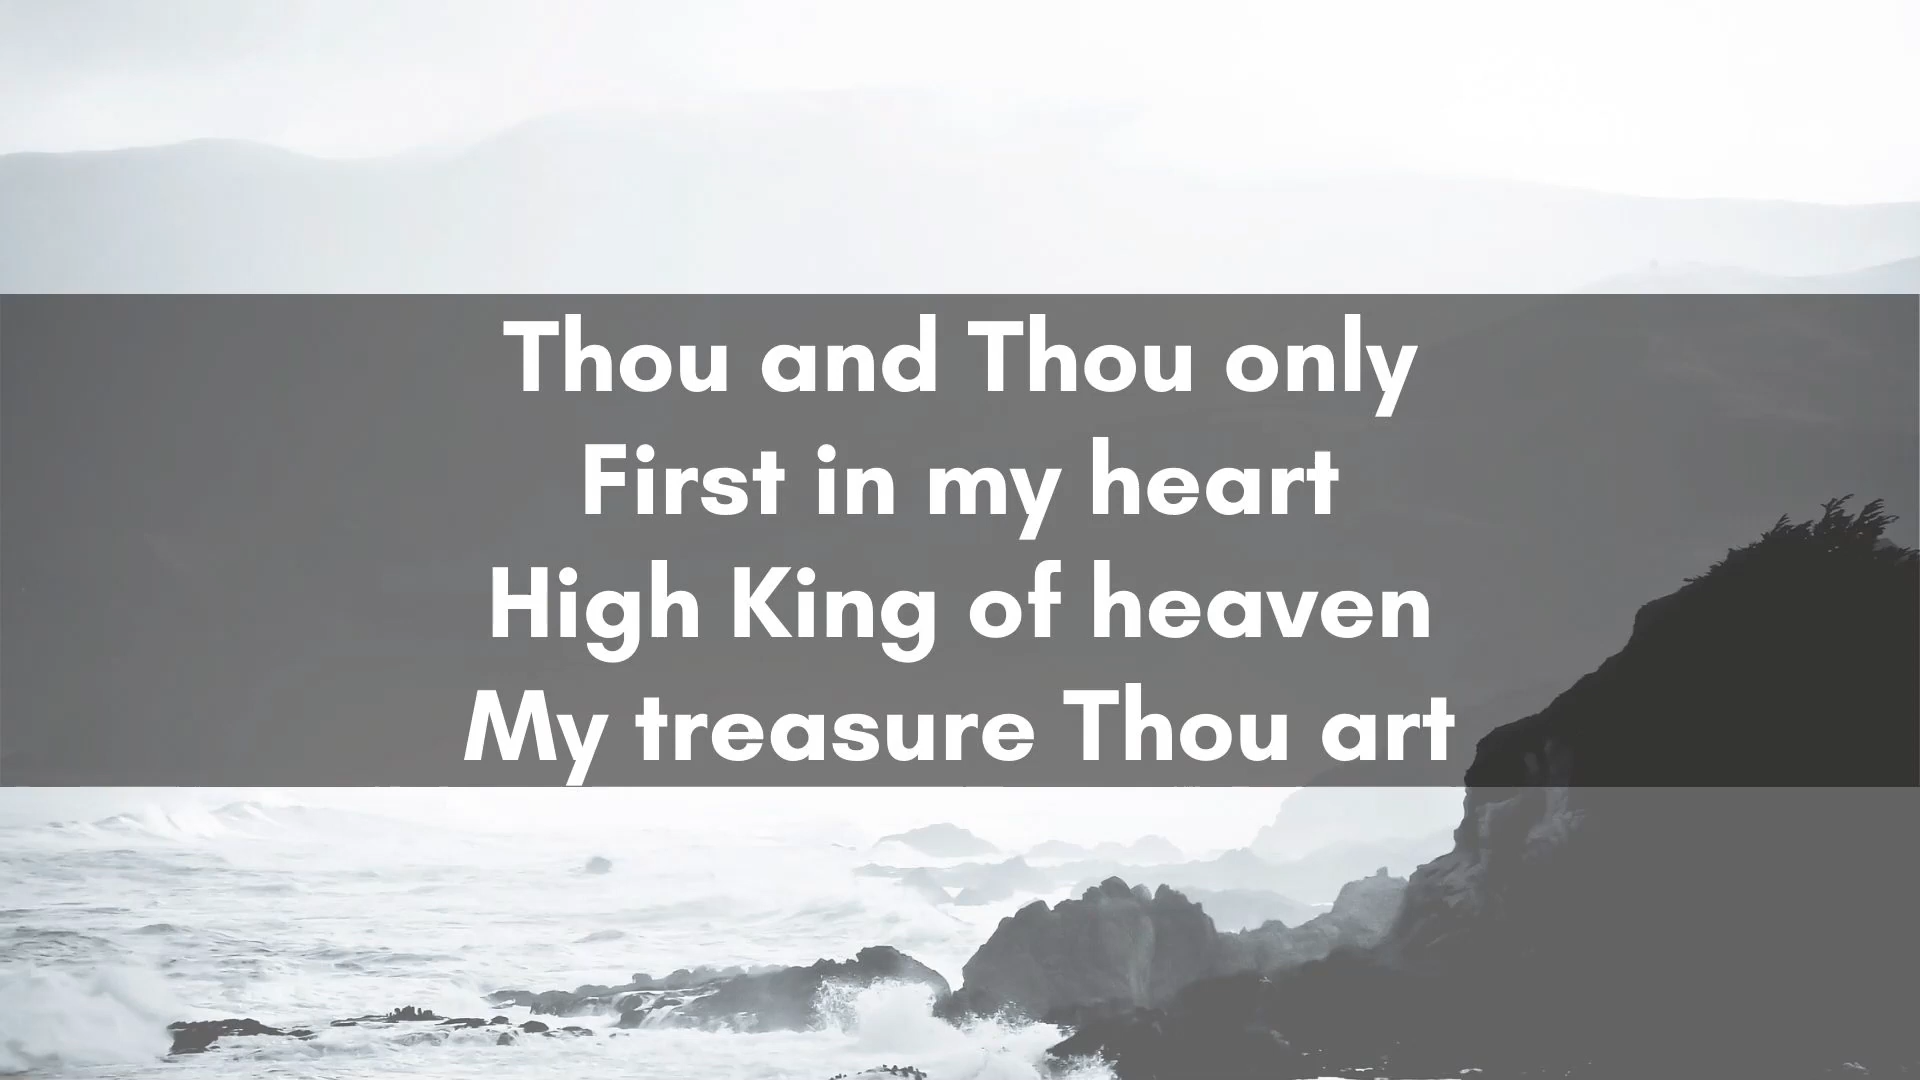 Thou and Thou only
First in my heart
High King of heaven
My treasure Thou art